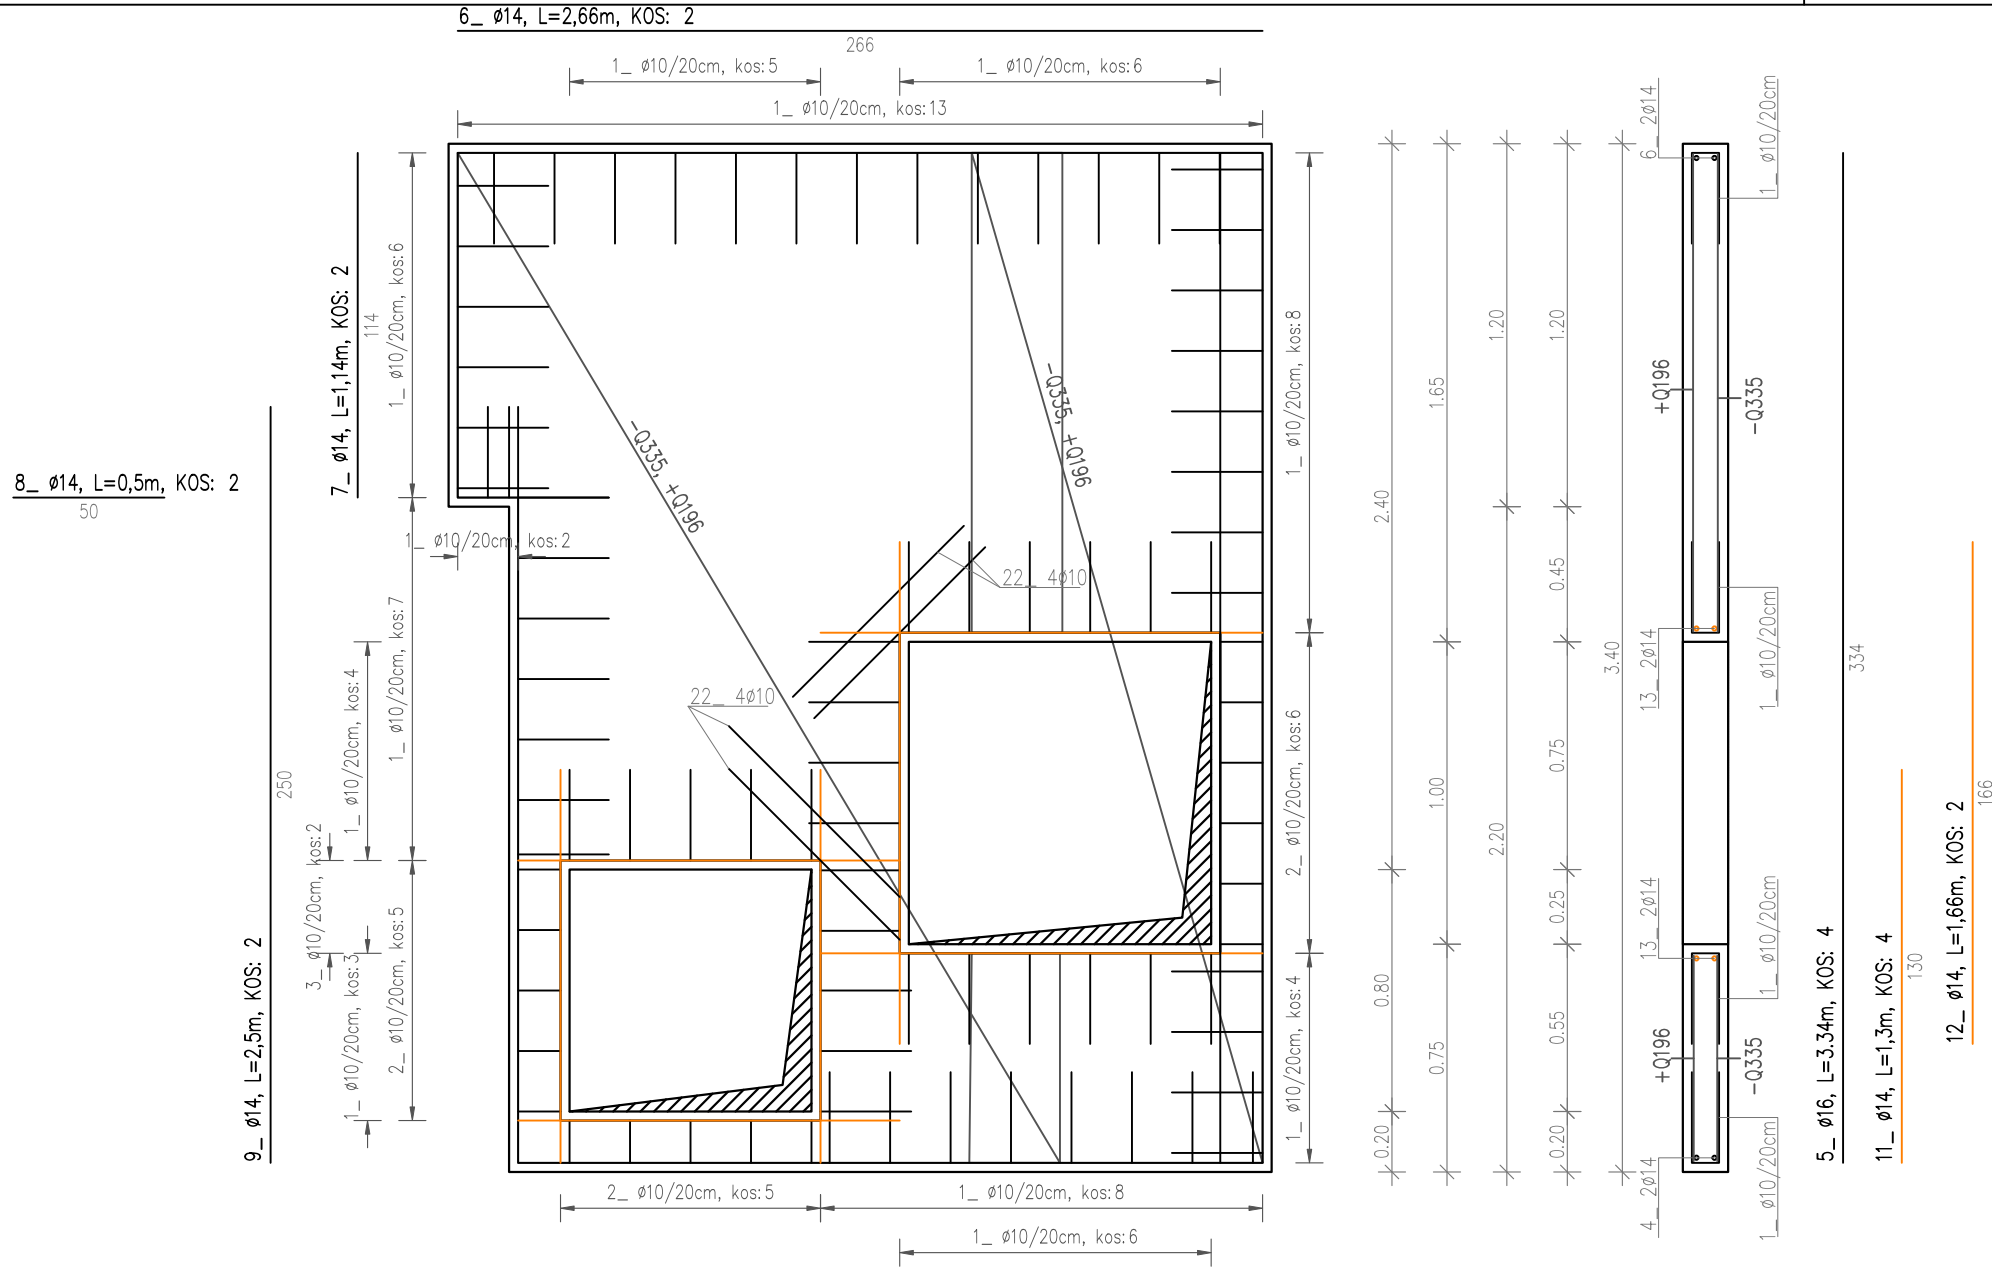 6_ ø14, L=2,66m, KOS: 2
266
1_ ø10/20cm, kos:5
1_ ø10/20cm, kos:6
1_ ø10/20cm, kos:13
7_ ø14, L=1,14m, KOS: 2
114
1_ ø10/20cm, kos:6
8_ ø14, L=0,5m, KOS: 2
50
1_ ø10/20cm, kos:2
9_ ø14, L=2,5m, KOS: 2
250
1_ ø10/20cm, kos:7
1_ ø10/20cm, kos:4
3_ ø10/20cm, kos:2
1_ ø10/20cm, kos:3
2_ ø10/20cm, kos:5
-Q335, +Q196
-Q335, +Q196
22_ 4ø10
22_ 4ø10
1_ ø10/20cm, kos:8
2_ ø10/20cm, kos:6
1_ ø10/20cm, kos:4
2_ ø10/20cm, kos:5
1_ ø10/20cm, kos:8
1_ ø10/20cm, kos:6
2.40
0.80
0.20
1.65
1.00
0.75
1.20
2.20
1.20
0.45
0.75
0.25
0.55
0.20
3.40
6_ 2ø14
1_ ø10/20cm
+Q196
-Q335
13_ 2ø14
1_ ø10/20cm
13_ 2ø14
1_ ø10/20cm
+Q196
-Q335
4_ 2ø14
1_ ø10/20cm
5_ ø16, L=3.34m, KOS: 4
334
11_ ø14, L=1,3m, KOS: 4
130
12_ ø14, L=1,66m, KOS: 2
166